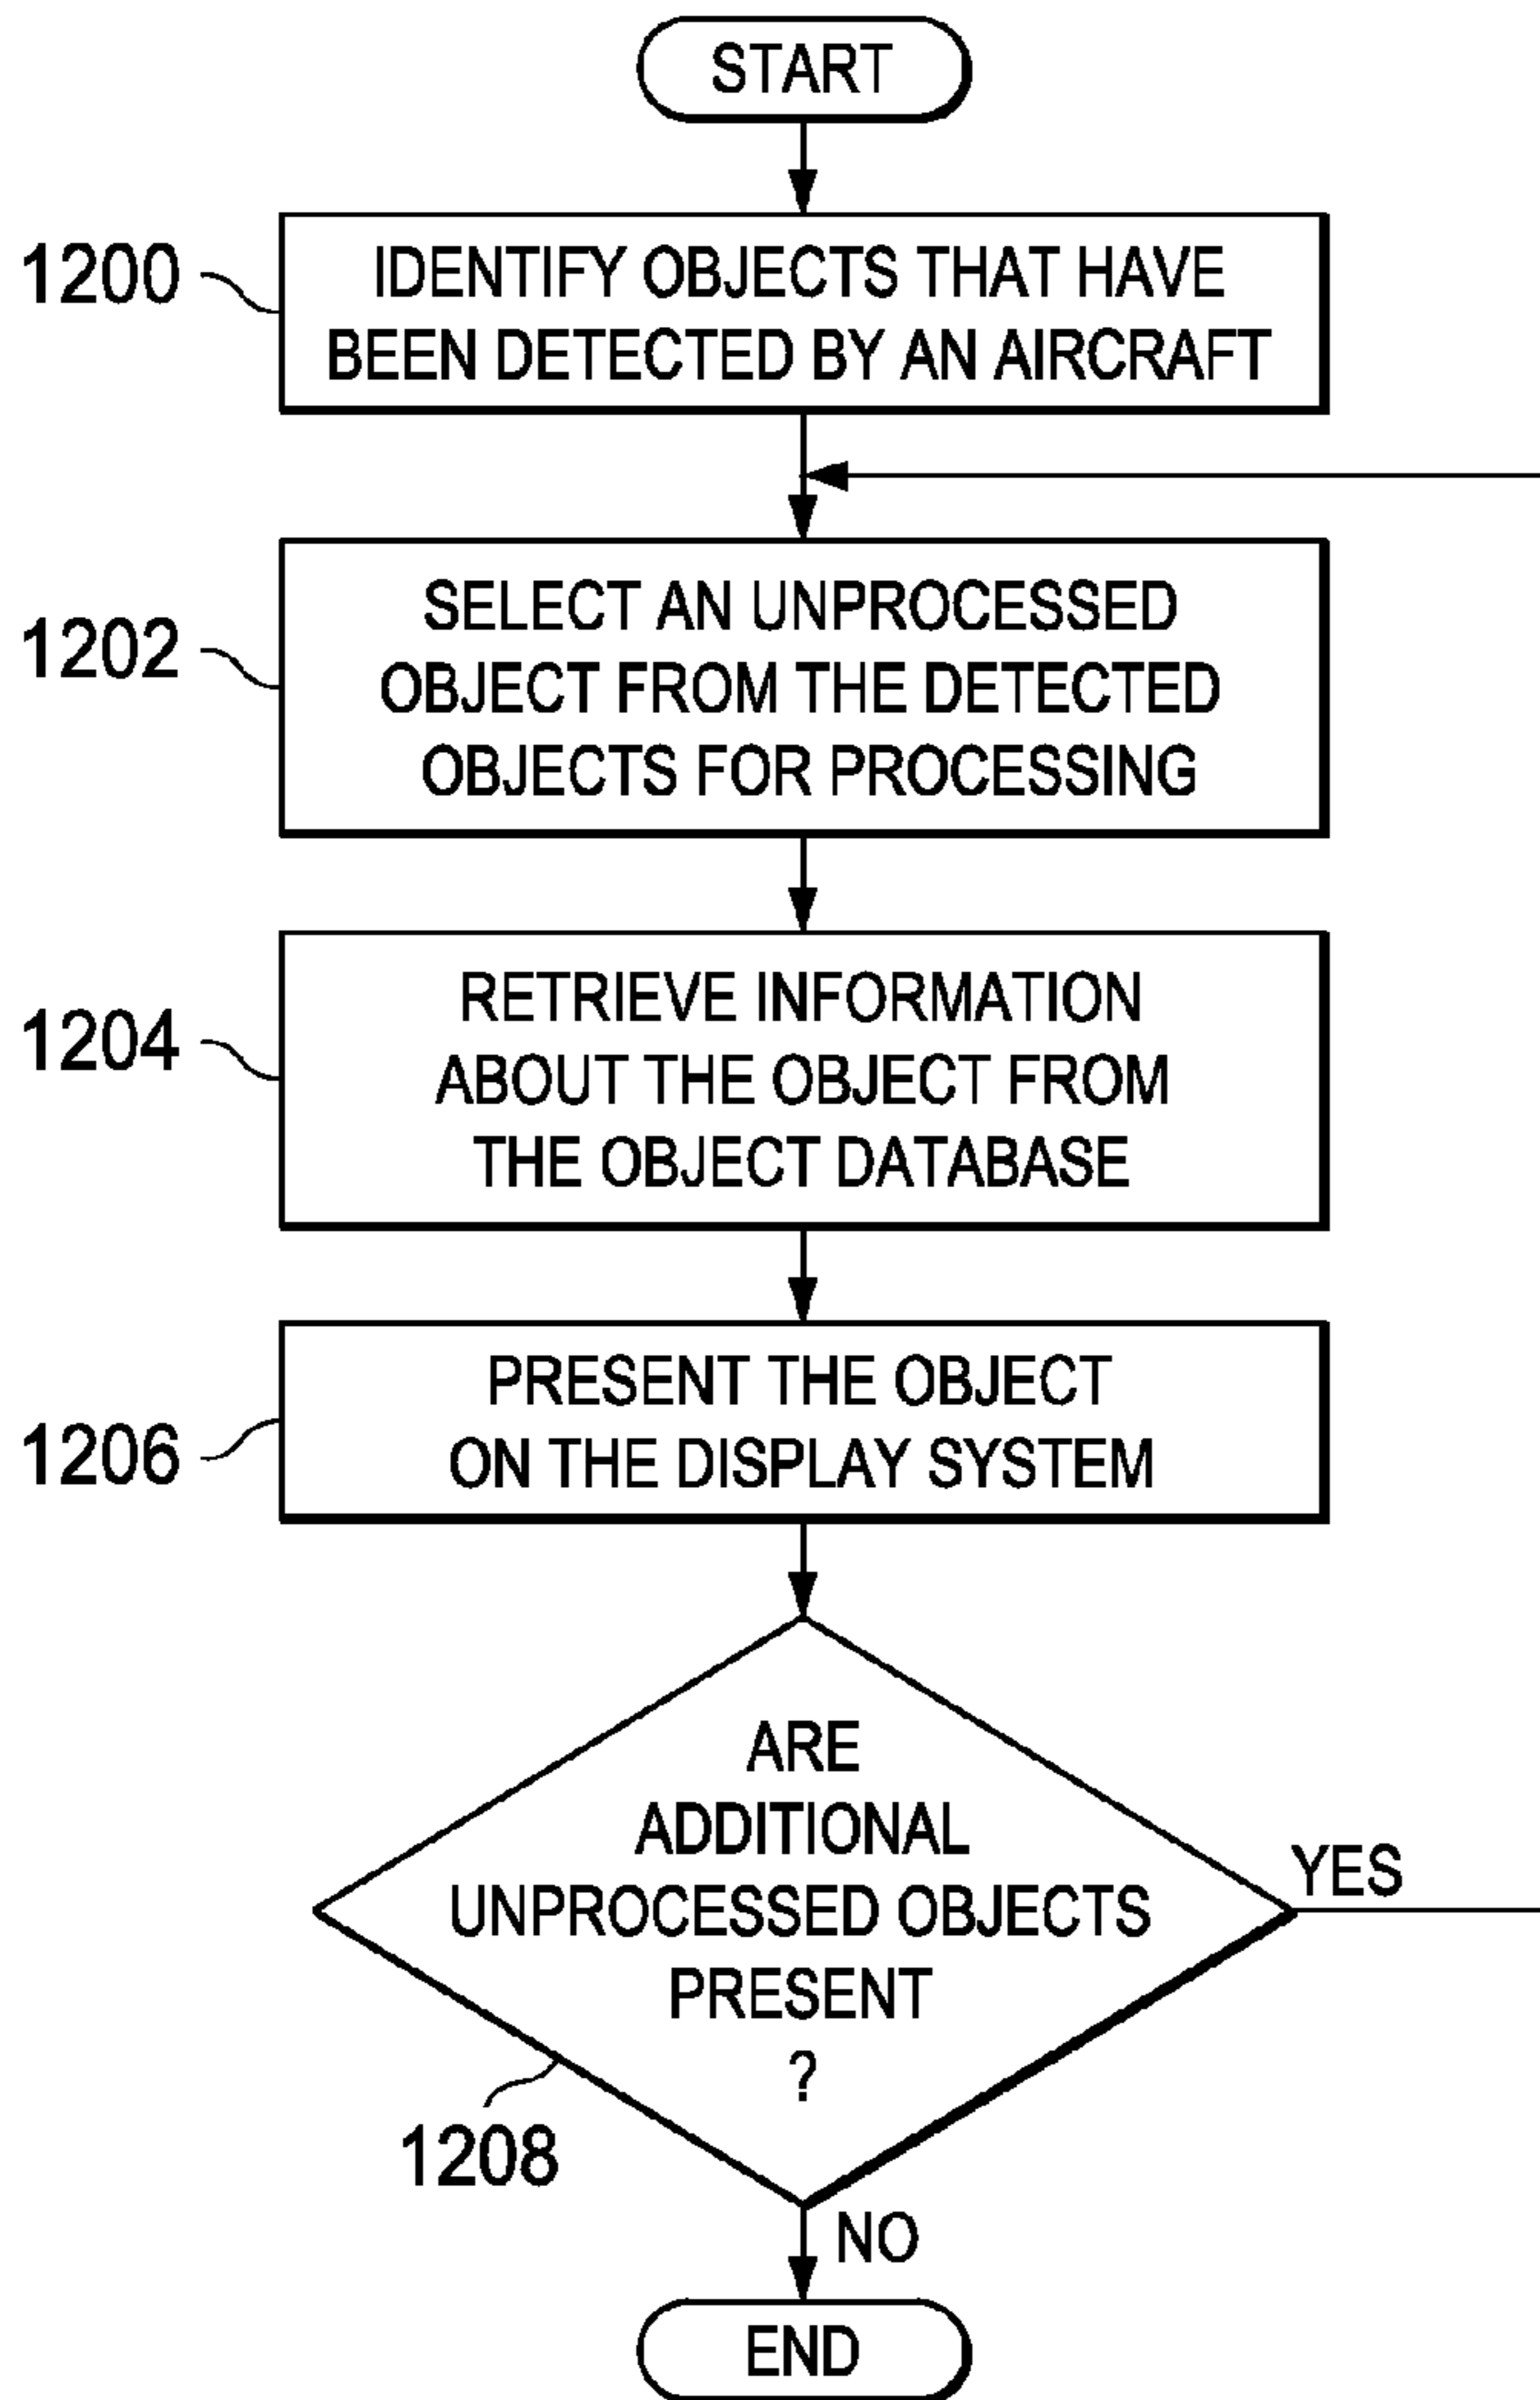 START
1200
IDENTIFY OBJECTS THAT HAVE
BEEN DETECTED BY AN AIRCRAFT
1202
SELECT AN UNPROCESSED
OBJECT FROM THE DETECTED
OBJECTS FOR PROCESSING
1204
RETRIEVE INFORMATION
ABOUT THE OBJECT FROM
THE OBJECT DATABASE
1206
PRESENT THE OBJECT
ON THE DISPLAY SYSTEM
ARE
ADDITIONAL
UNPROCESSED OBJECTS
PRESENT
?
YES
1208
NO
END